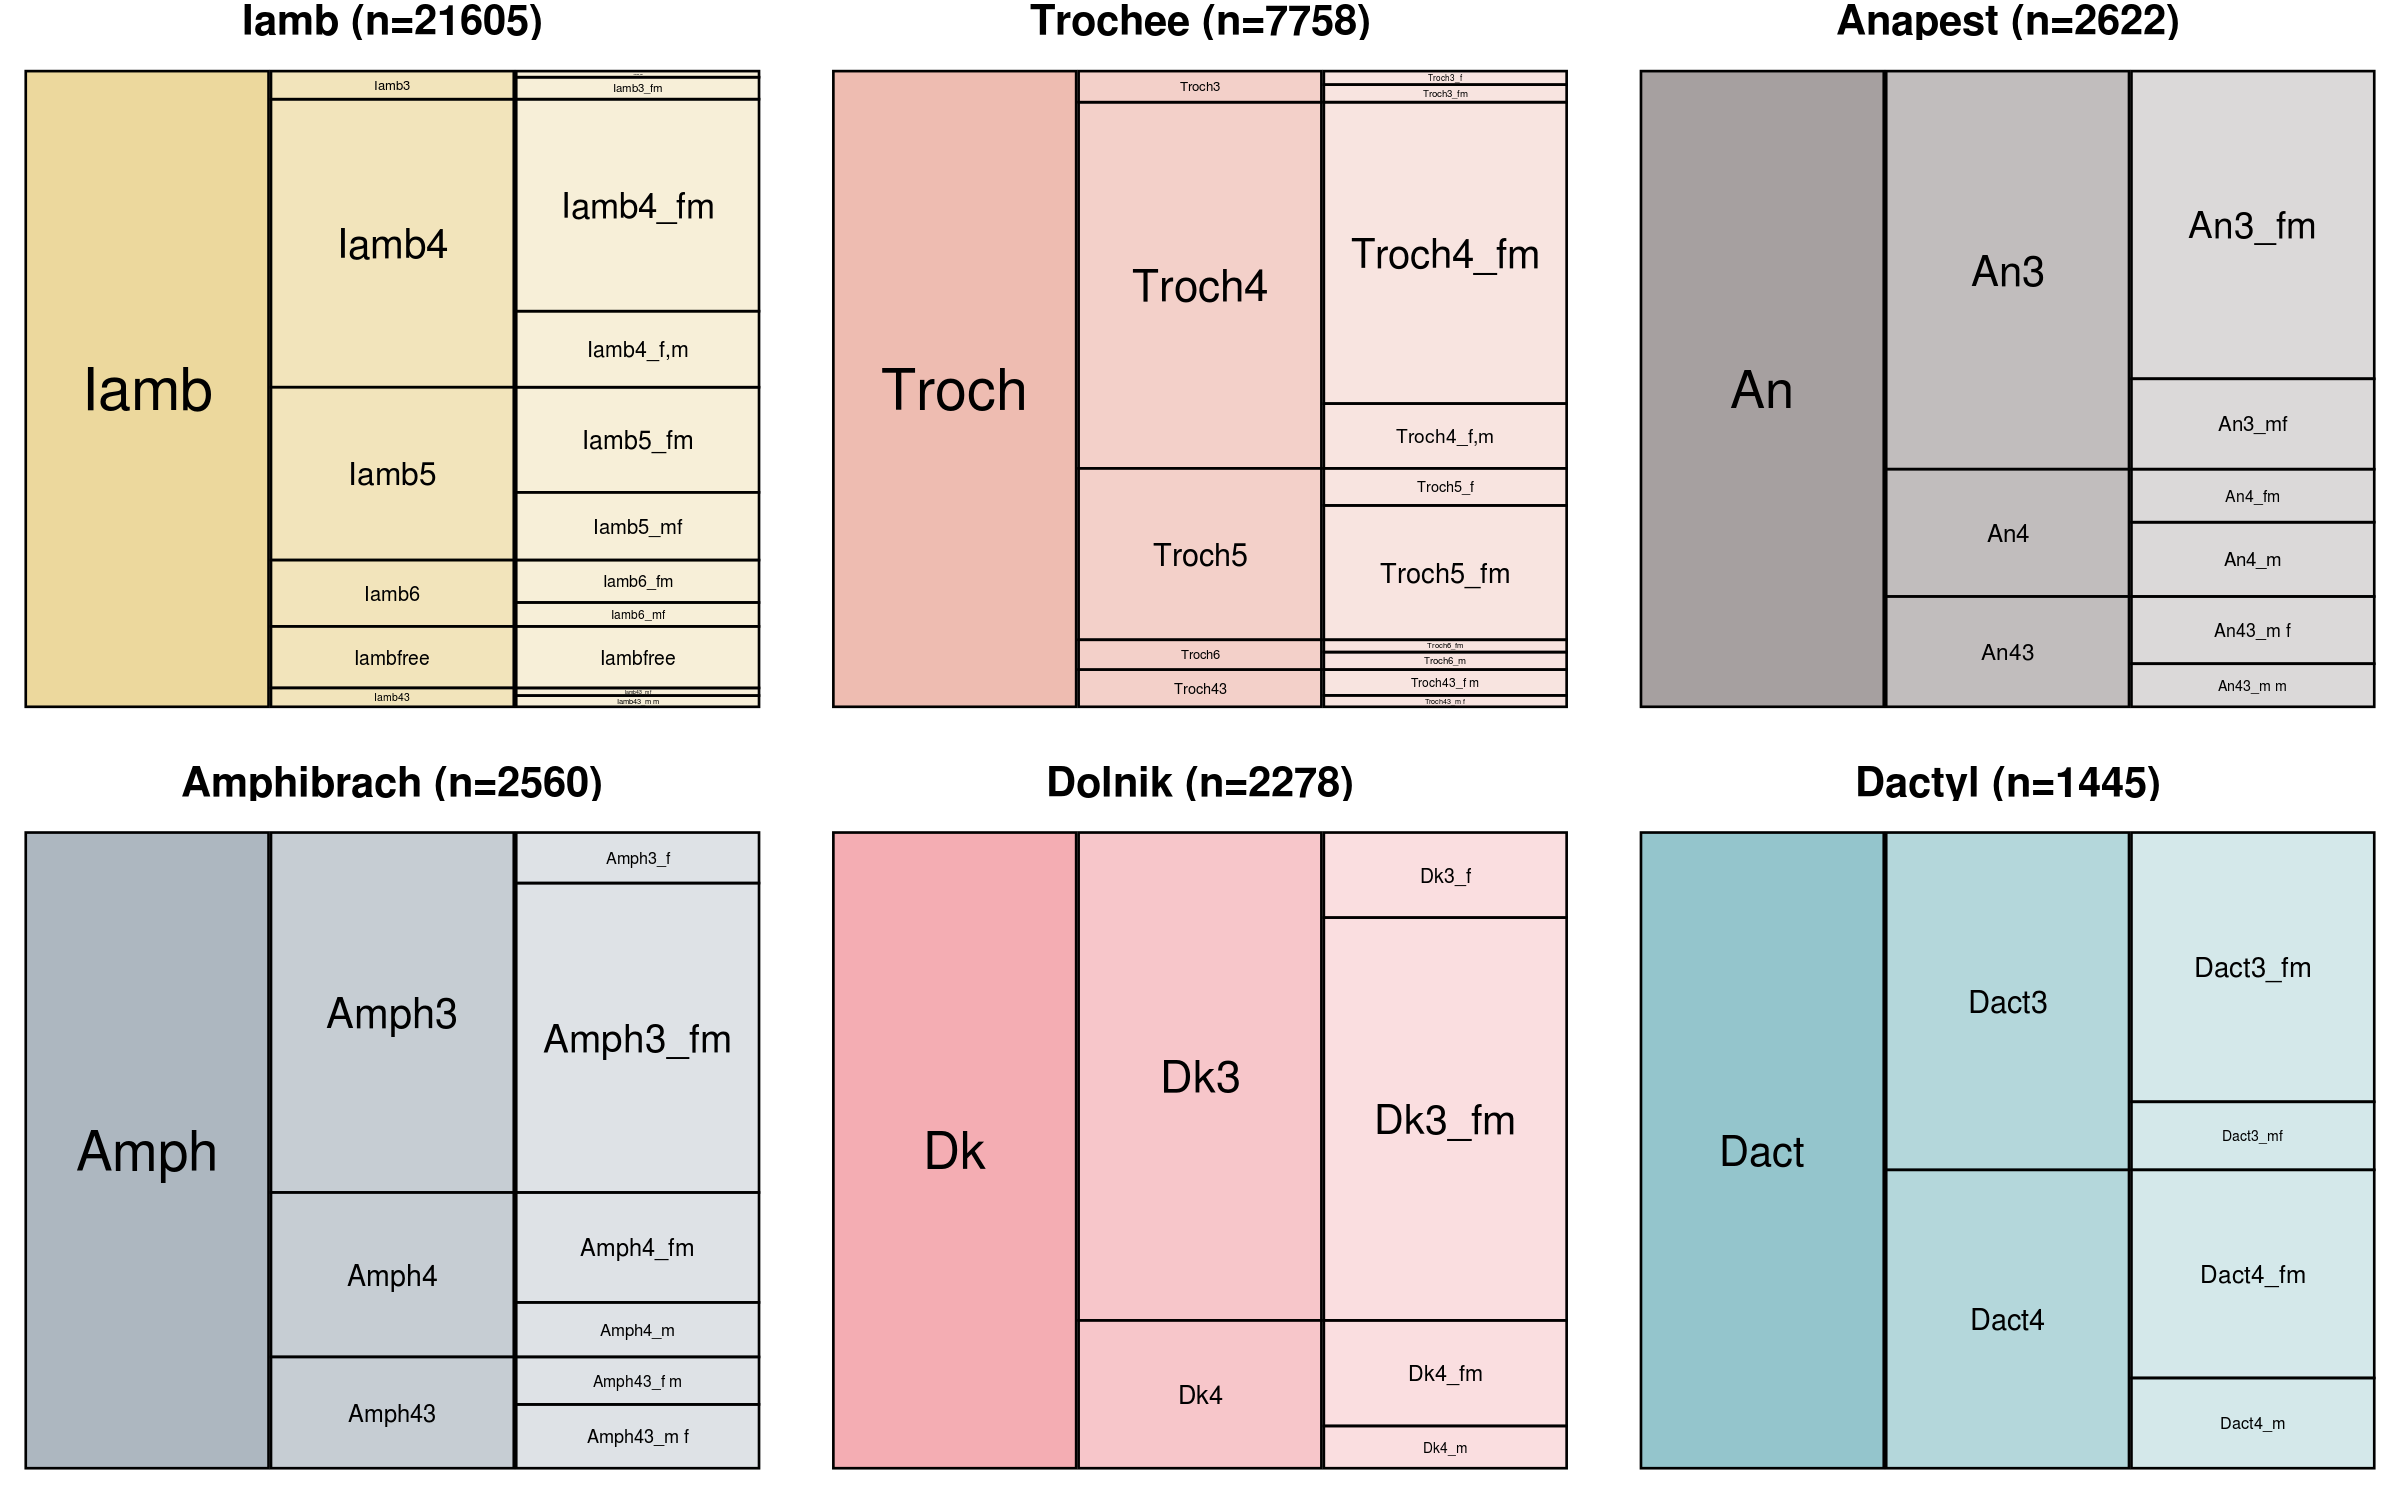 Iamb (n=21605)
Iamb
Iamb3
Iamb4
Iamb5
Iamb6
Iambfree
Iamb43
Iamb3_fm
Iamb4_fm
Iamb4_f,m
Iamb5_fm
Iamb5_mf
Iamb6_fm
Iamb6_mf
Iambfree
Iamb43_m m
Trochee (n=7758)
Troch
Troch3
Troch4
Troch5
Troch6
Troch43
Troch3_f
Troch3_fm
Troch4_fm
Troch4_f,m
Troch5_f
Troch5_fm
Troch6_fm
Troch6_m
Troch43_f m
Troch43_m f
Anapest (n=2622)
An
An3
An4
An43
An3_fm
An3_mf
An4_fm
An4_m
An43_m f
An43_m m
Amphibrach (n=2560)
Amph
Amph3
Amph4
Amph43
Amph3_f
Amph3_fm
Amph4_fm
Amph4_m
Amph43_f m
Amph43_m f
Dolnik (n=2278)
Dk
Dk3
Dk4
Dk3_f
Dk3_fm
Dk4_fm
Dk4_m
Dactyl (n=1445)
Dact
Dact3
Dact4
Dact3_fm
Dact3_mf
Dact4_fm
Dact4_m